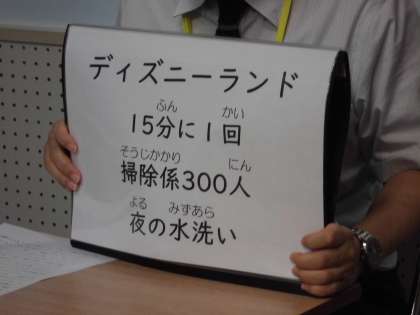 ディズニーランド
ふん かい
15分に1回
そうじかかり にん
掃除係300人
よる みずあら
夜の水洗い